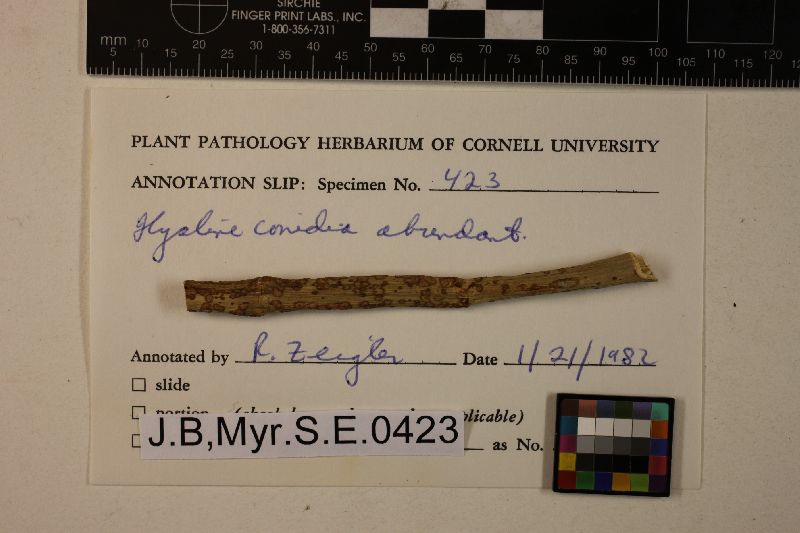 SIRCHIE
FINGER PRINT LABS., INC.
1-800-356-7311
mm 5 10 15 20 25 30 35 40 45 50 55 60 65 70 75 80 85 90 95 100 105 110 115 120
PLANT PATHOLOGY HERBARIUM OF CORNELL UNIVERSITY
ANNOTATION SLIP: Specimen No. 423
Hyaline conidia abundant.
Annotated by R. Zeigler Date 1/21/1982
slide
portion plicable)
J.B,Myr.S.E.0423
as No.